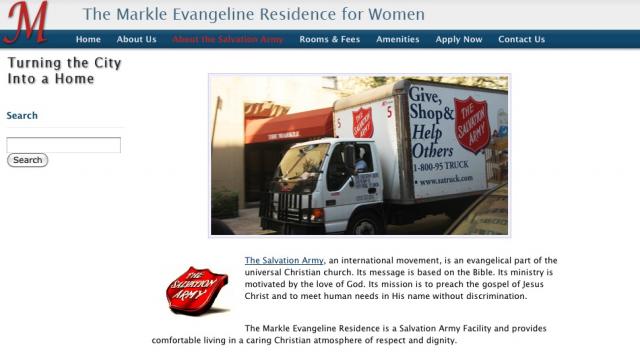 M
The Markle Evangeline Residence for Women
Home About Us About the Salvation Army Rooms & Fees Amenities Apply Now Contact Us
Turning the City
Into a Home
Search
Search
THE MARKLE
5
THE
SALVATION
ARMY
5
Give,
Shop&
Help
Others
1-800-95 TRUCK
• www.satruck.com
THE
SALVATION
ARMY
The Salvation Army, an international movement, is an evangelical part of the
universal Christian church. Its message is based on the Bible. Its ministry is
motivated by the love of God. Its mission is to preach the gospel of Jesus
Christ and to meet human needs in His name without discrimination.
THE
SALVATION
ARMY
The Markle Evangeline Residence is a Salvation Army Facility and provides
comfortable living in a caring Christian atmosphere of respect and dignity.